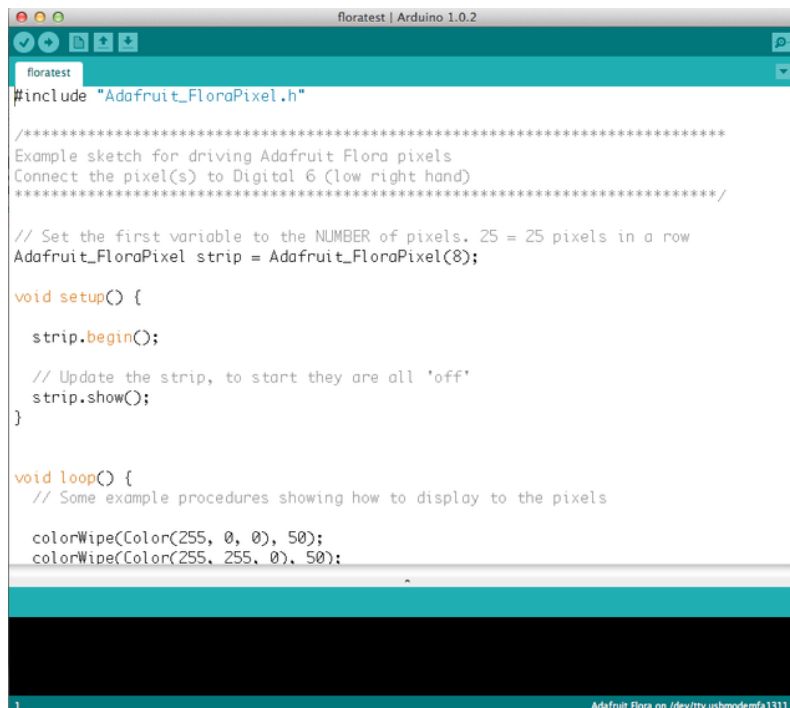 floratest | Arduino 1.0.2
floratest
#include "Adafruit_FloraPixel.h"
/*****************************************************************************
Example sketch for driving Adafruit Flora pixels
Connect the pixel(s) to Digital 6 (low right hand)
*****************************************************************************/
// Set the first variable to the NUMBER of pixels. 25 = 25 pixels in a row
Adafruit_FloraPixel strip = Adafruit_FloraPixel(8);
void setup() {
strip.begin();
// Update the strip, to start they are all 'off'
strip.show();
}
void loop() {
// Some example procedures showing how to display to the pixels
colorWipe(Color(255, 0, 0), 50);
colorWipe(Color(255, 255, 0), 50);
1
Adafruit Flora on /dev/tty.usbmodemfa1311